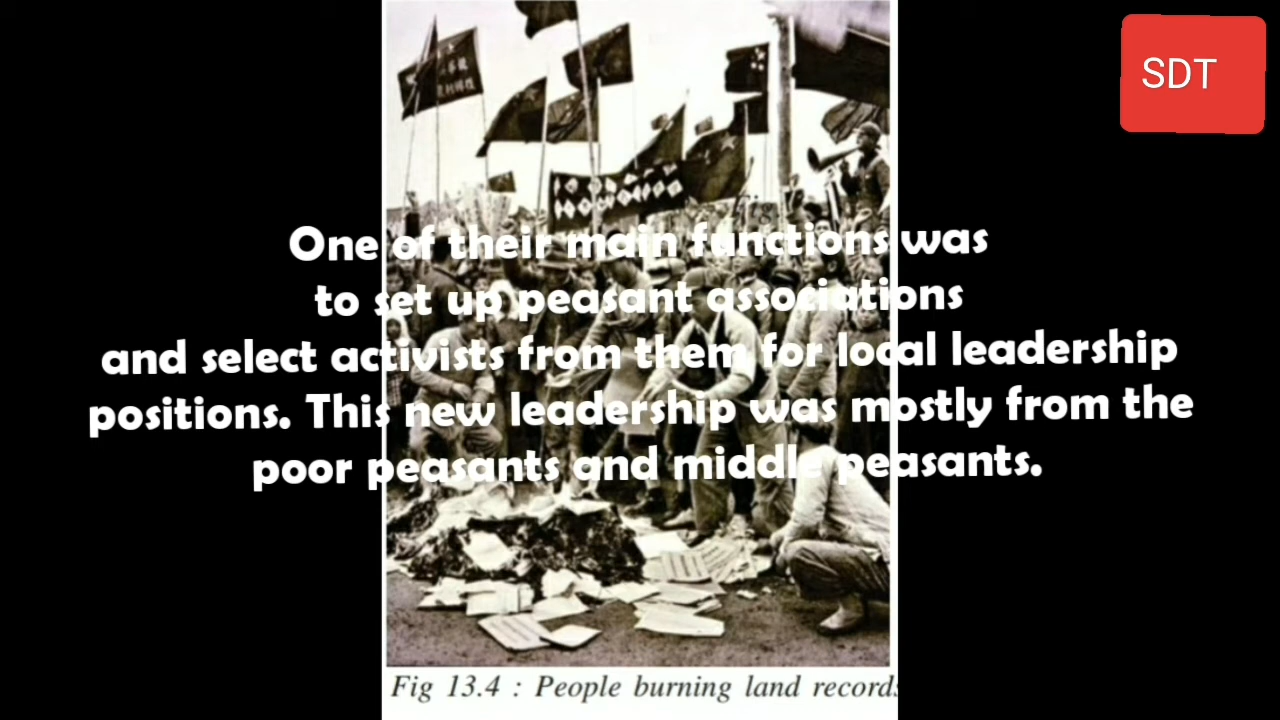 SDT
One of their main functions was
to set up peasant associations
and select activists from them for local leadership
positions. This new leadership was mostly from the
poor peasants and middle peasants.
Fig 13.4 : People burning land records